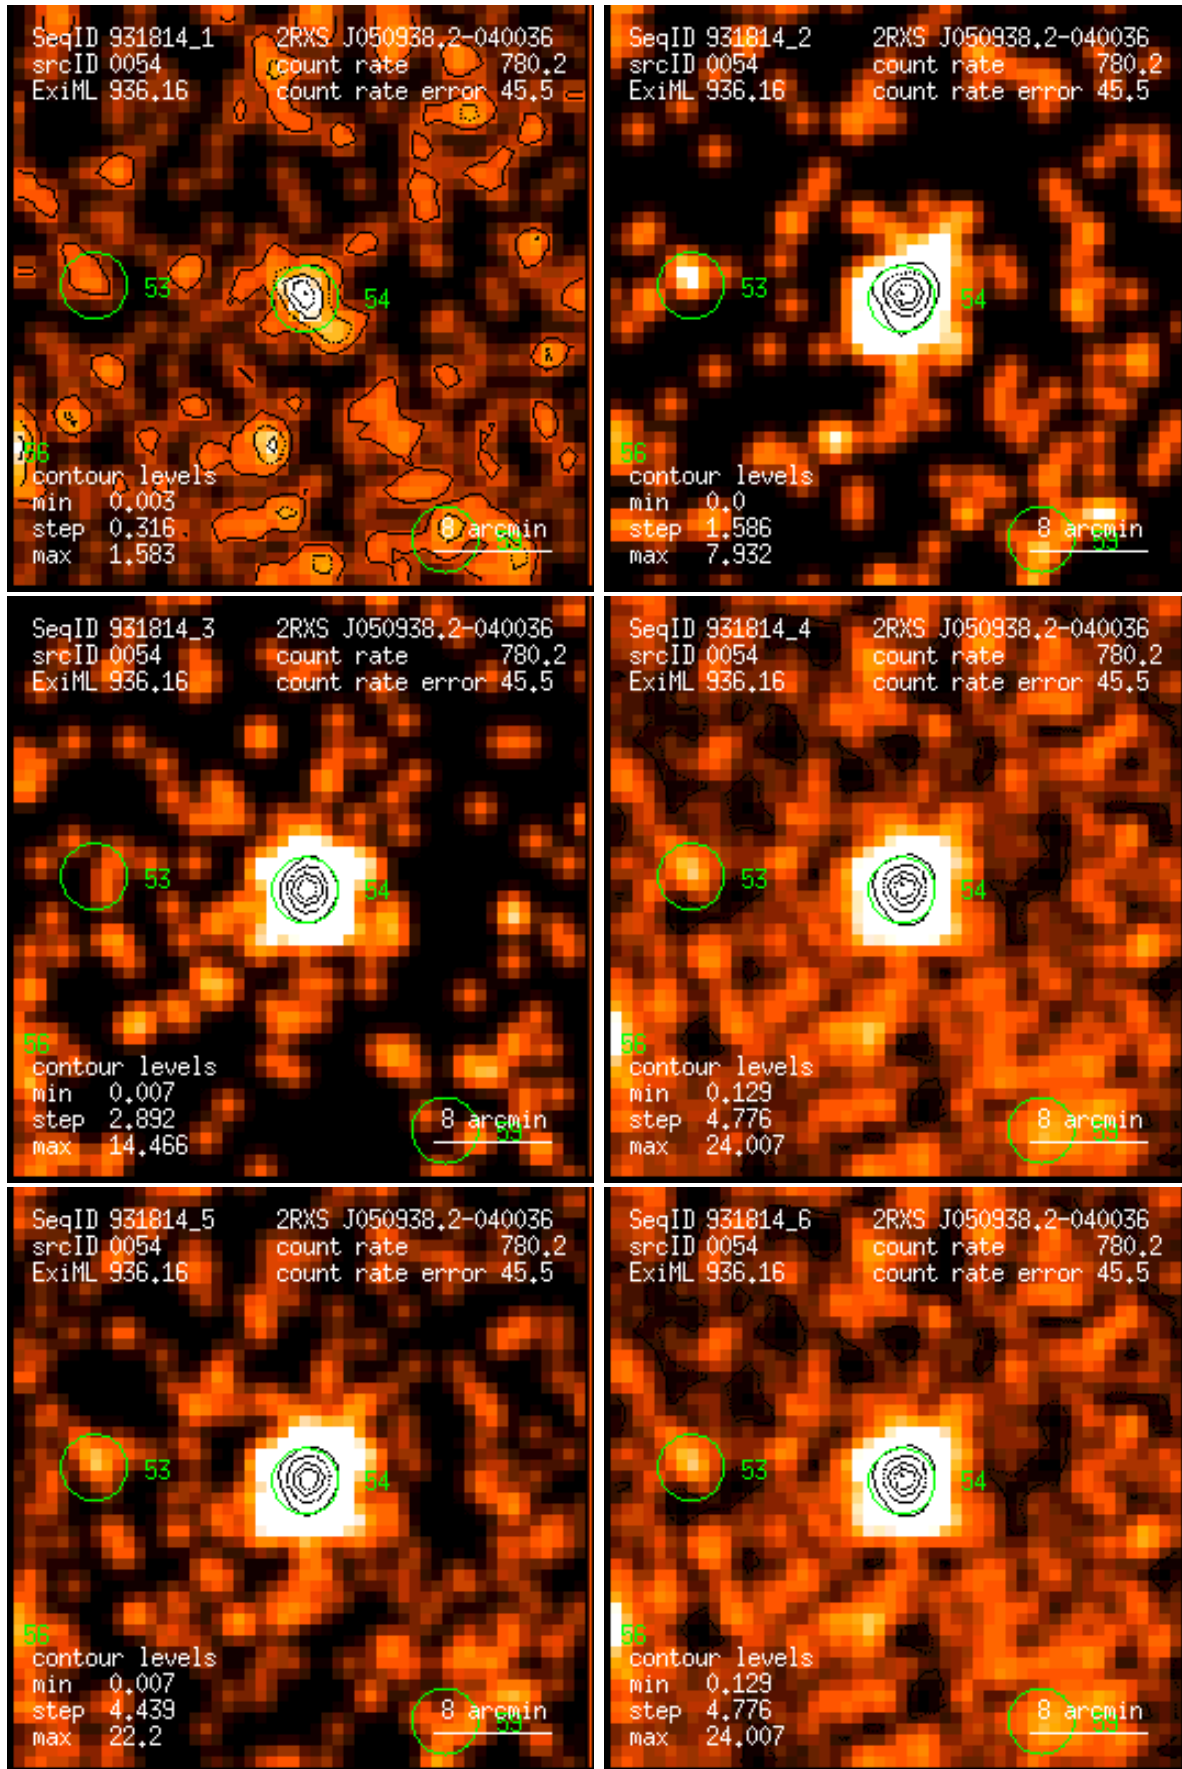 SeqID 931814_1 2RXS J050938.2-040036
srcID 0054 count rate 780.2
ExiML 936.16 count rate error 45.5
53
54
56
contour levels
min 0.003
step 0.316
max 1.583
8 arcmin
59
SeqID 931814_2 2RXS J050938.2-040036
srcID 0054 count rate 780.2
ExiML 936.16 count rate error 45.5
53
54
56
contour levels
min 0.0
step 1.586
max 7.932
8 arcmin
59
SeqID 931814_3 2RXS J050938.2-040036
srcID 0054 count rate 780.2
ExiML 936.16 count rate error 45.5
53
54
56
contour levels
min 0.007
step 2.892
max 14.466
8 arcmin
59
SeqID 931814_4 2RXS J050938.2-040036
srcID 0054 count rate 780.2
ExiML 936.16 count rate error 45.5
53
54
56
contour levels
min 0.129
step 4.776
max 24.007
8 arcmin
59
SeqID 931814_5 2RXS J050938.2-040036
srcID 0054 count rate 780.2
ExiML 936.16 count rate error 45.5
53
54
56
contour levels
min 0.007
step 4.439
max 22.2
8 arcmin
59
SeqID 931814_6 2RXS J050938.2-040036
srcID 0054 count rate 780.2
ExiML 936.16 count rate error 45.5
53
54
56
contour levels
min 0.129
step 4.776
max 24.007
8 arcmin
59